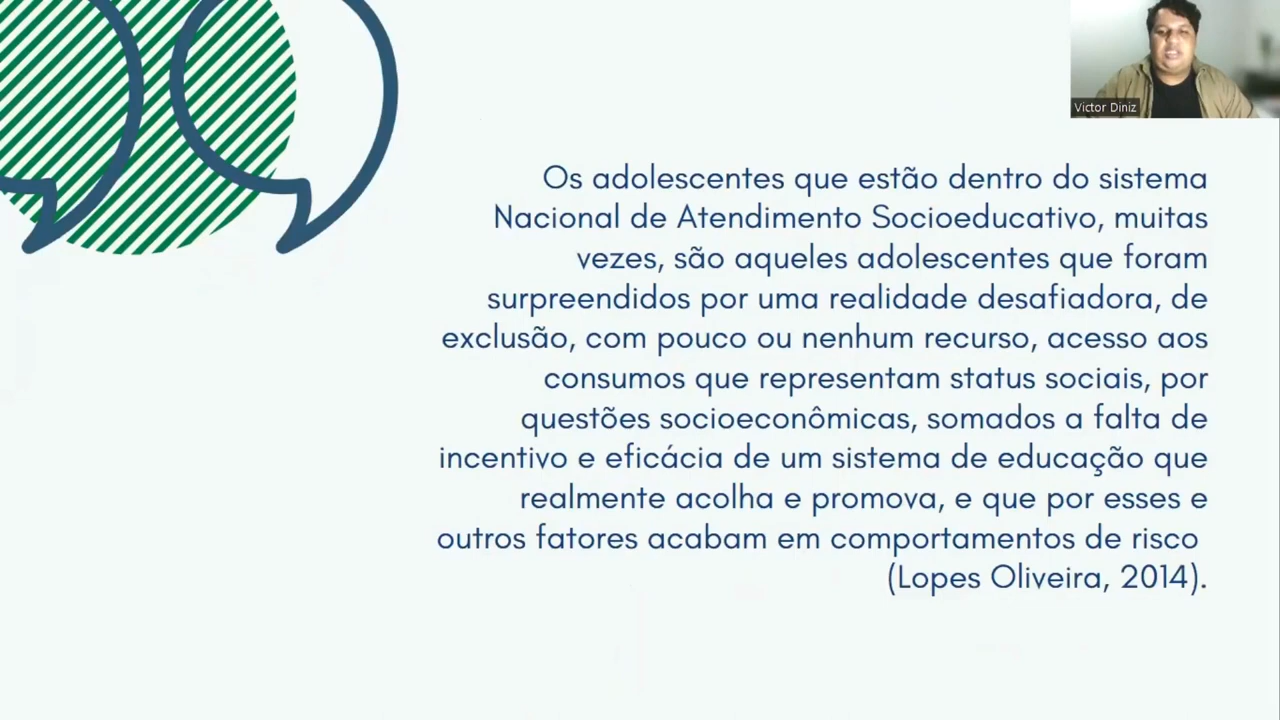 Victor Diniz
Os adolescentes que estão dentro do sistema
Nacional de Atendimento Socioeducativo, muitas
vezes, são aqueles adolescentes que foram
surpreendidos por uma realidade desafiadora, de
exclusão, com pouco ou nenhum recurso, acesso aos
consumos que representam status sociais, por
questões socioeconômicas, somados a falta de
incentivo e eficácia de um sistema de educação que
realmente acolha e promova, e que por esses e
outros fatores acabam em comportamentos de risco
(Lopes Oliveira, 2014).